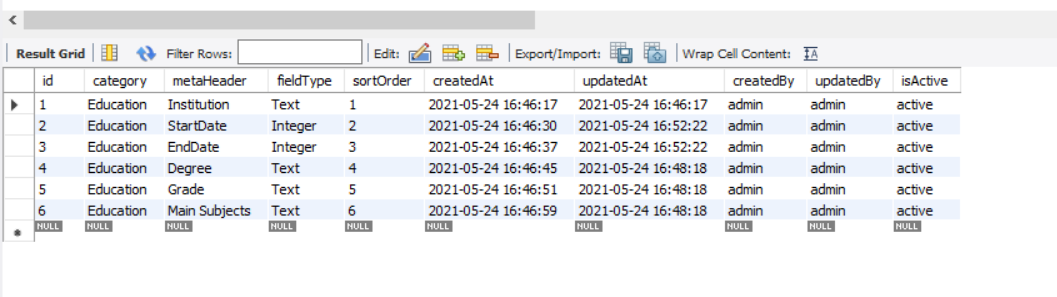 Result Grid Filter Rows: Edit: Export/Import: Wrap Cell Content: IA
id category metaHeader fieldType sortOrder createdAt updatedAt createdBy updatedBy isActive
1 Education Institution Text 1 2021-05-24 16:46:17 2021-05-24 16:46:17 admin admin active
2 Education StartDate Integer 2 2021-05-24 16:46:30 2021-05-24 16:52:22 admin admin active
3 Education EndDate Integer 3 2021-05-24 16:46:37 2021-05-24 16:52:22 admin admin active
4 Education Degree Text 4 2021-05-24 16:46:45 2021-05-24 16:48:18 admin admin active
5 Education Grade Text 5 2021-05-24 16:46:51 2021-05-24 16:48:18 admin admin active
6 Education Main Subjects Text 6 2021-05-24 16:46:59 2021-05-24 16:48:18 admin admin active
NULL NULL NULL NULL NULL NULL NULL NULL NULL NULL